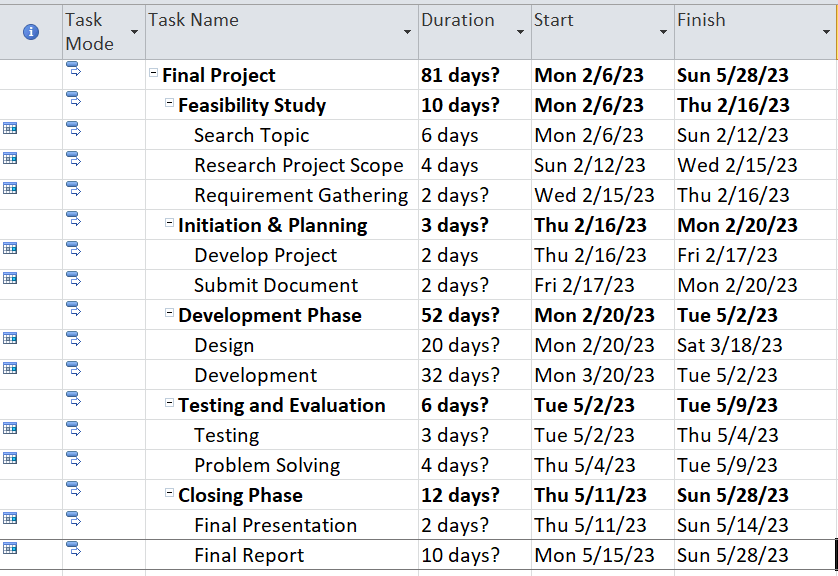 Task Mode Task Name Duration Start Finish
Final Project 81 days? Mon 2/6/23 Sun 5/28/23
Feasibility Study 10 days? Mon 2/6/23 Thu 2/16/23
Search Topic 6 days Mon 2/6/23 Sun 2/12/23
Research Project Scope 4 days Sun 2/12/23 Wed 2/15/23
Requirement Gathering 2 days? Wed 2/15/23 Thu 2/16/23
Initiation & Planning 3 days? Thu 2/16/23 Mon 2/20/23
Develop Project 2 days Thu 2/16/23 Fri 2/17/23
Submit Document 2 days? Fri 2/17/23 Mon 2/20/23
Development Phase 52 days? Mon 2/20/23 Tue 5/2/23
Design 20 days? Mon 2/20/23 Sat 3/18/23
Development 32 days? Mon 3/20/23 Tue 5/2/23
Testing and Evaluation 6 days? Tue 5/2/23 Tue 5/9/23
Testing 3 days? Tue 5/2/23 Thu 5/4/23
Problem Solving 4 days? Thu 5/4/23 Tue 5/9/23
Closing Phase 12 days? Thu 5/11/23 Sun 5/28/23
Final Presentation 2 days? Thu 5/11/23 Sun 5/14/23
Final Report 10 days? Mon 5/15/23 Sun 5/28/23